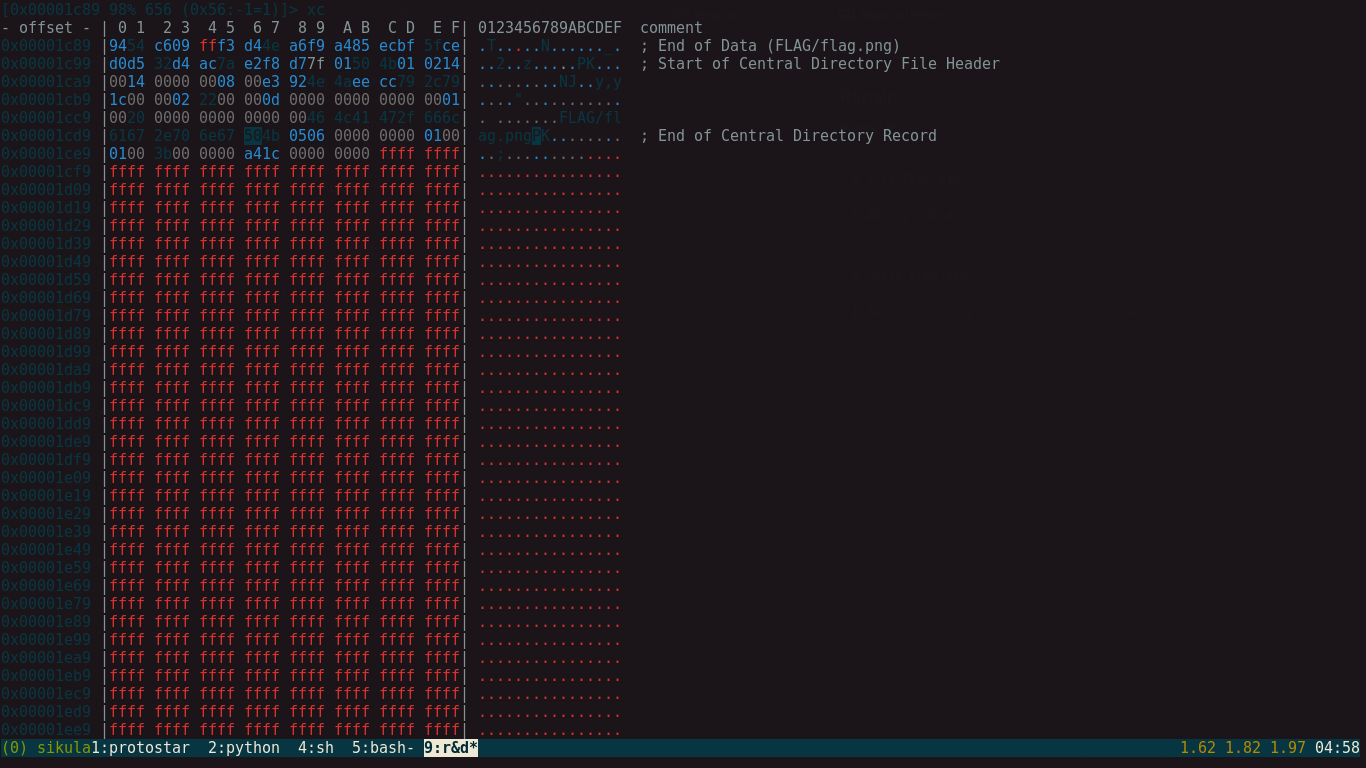 [0x00001c89 98% 656 (0x56:-1=1)]> xc
- offset - | 0 1  2 3  4 5  6 7  8 9  A B  C D  E F| 0123456789ABCDEF  comment
0x00001c89 |9454 c609 fff3 d44e a6f9 a485 ecbf 5fce| .T.....N......_.  ; End of Data (FLAG/flag.png)
0x00001c99 |d0d5 32d4 ac7a e2f8 d77f 0150 4b01 0214| ..2..z.....PK...  ; Start of Central Directory File Header
0x00001ca9 |0014 0000 0008 00e3 924e 4aee cc79 2c79| .........NJ..y,y
0x00001cb9 |1c00 0002 2200 000d 0000 0000 0000 0001| ...."...........
0x00001cc9 |0020 0000 0000 0000 0046 4c41 472f 666c| . .......FLAG/fl
0x00001cd9 |6167 2e70 6e67 504b 0506 0000 0000 0100| ag.pngPK........  ; End of Central Directory Record
0x00001ce9 |0100 3b00 0000 a41c 0000 0000 ffff ffff| ..;.............
0x00001cf9 |ffff ffff ffff ffff ffff ffff ffff ffff| ................
0x00001d09 |ffff ffff ffff ffff ffff ffff ffff ffff| ................
0x00001d19 |ffff ffff ffff ffff ffff ffff ffff ffff| ................
0x00001d29 |ffff ffff ffff ffff ffff ffff ffff ffff| ................
0x00001d39 |ffff ffff ffff ffff ffff ffff ffff ffff| ................
0x00001d49 |ffff ffff ffff ffff ffff ffff ffff ffff| ................
0x00001d59 |ffff ffff ffff ffff ffff ffff ffff ffff| ................
0x00001d69 |ffff ffff ffff ffff ffff ffff ffff ffff| ................
0x00001d79 |ffff ffff ffff ffff ffff ffff ffff ffff| ................
0x00001d89 |ffff ffff ffff ffff ffff ffff ffff ffff| ................
0x00001d99 |ffff ffff ffff ffff ffff ffff ffff ffff| ................
0x00001da9 |ffff ffff ffff ffff ffff ffff ffff ffff| ................
0x00001db9 |ffff ffff ffff ffff ffff ffff ffff ffff| ................
0x00001dc9 |ffff ffff ffff ffff ffff ffff ffff ffff| ................
0x00001dd9 |ffff ffff ffff ffff ffff ffff ffff ffff| ................
0x00001de9 |ffff ffff ffff ffff ffff ffff ffff ffff| ................
0x00001df9 |ffff ffff ffff ffff ffff ffff ffff ffff| ................
0x00001e09 |ffff ffff ffff ffff ffff ffff ffff ffff| ................
0x00001e19 |ffff ffff ffff ffff ffff ffff ffff ffff| ................
0x00001e29 |ffff ffff ffff ffff ffff ffff ffff ffff| ................
0x00001e39 |ffff ffff ffff ffff ffff ffff ffff ffff| ................
0x00001e49 |ffff ffff ffff ffff ffff ffff ffff ffff| ................
0x00001e59 |ffff ffff ffff ffff ffff ffff ffff ffff| ................
0x00001e69 |ffff ffff ffff ffff ffff ffff ffff ffff| ................
0x00001e79 |ffff ffff ffff ffff ffff ffff ffff ffff| ................
0x00001e89 |ffff ffff ffff ffff ffff ffff ffff ffff| ................
0x00001e99 |ffff ffff ffff ffff ffff ffff ffff ffff| ................
0x00001ea9 |ffff ffff ffff ffff ffff ffff ffff ffff| ................
0x00001eb9 |ffff ffff ffff ffff ffff ffff ffff ffff| ................
0x00001ec9 |ffff ffff ffff ffff ffff ffff ffff ffff| ................
0x00001ed9 |ffff ffff ffff ffff ffff ffff ffff ffff| ................
0x00001ee9 |ffff ffff ffff ffff ffff ffff ffff ffff| ................
(0) sikula1:protostar  2:python  4:sh  5:bash- 9:r&d* 1.62 1.82 1.97 04:58